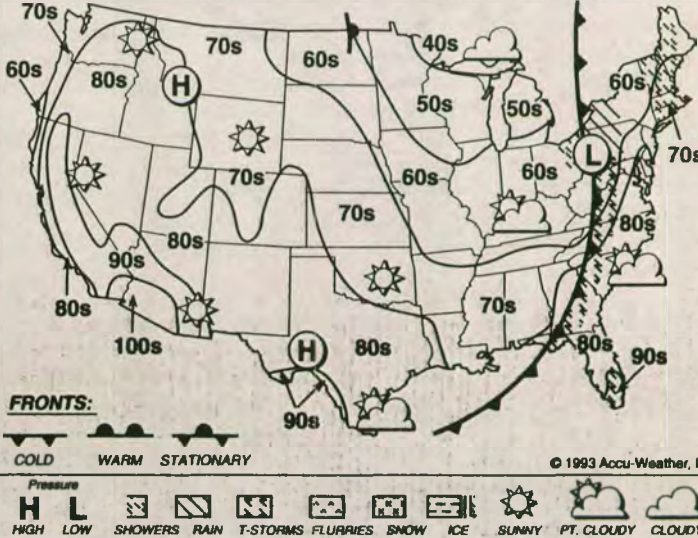 70s
70s
60s
40s
60s
80s
H
60s
50s
50s
L
70s
70s
60s
60s
70s
80s
80s
90s
80s
100s
70s
H
80s
80s
90s
90s
FRONTS:
COLD WARM STATIONARY
© 1993 Accu-Weather,
Pressure
H L
HIGH LOW SHOWERS RAIN T-STORMS FLURRIES SNOW ICE SUNNY PT. CLOUDY CLOUDY